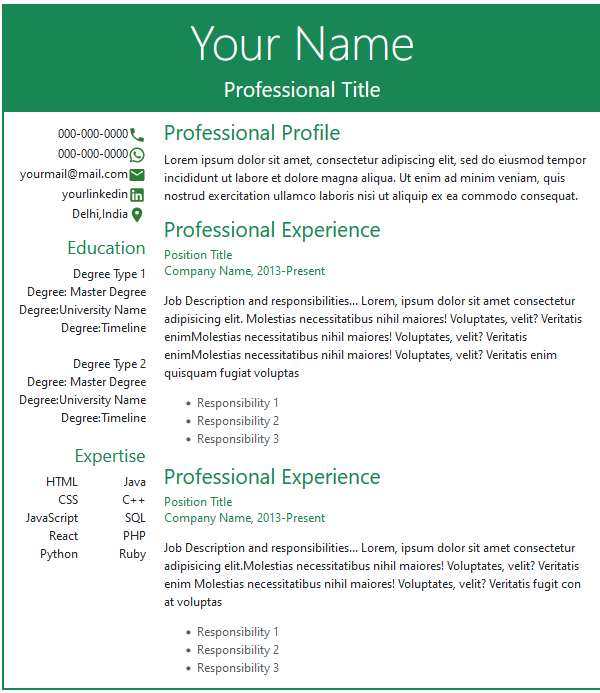 Your Name
Professional Title
000-000-0000
000-000-0000
yourmail@mail.com
yourlinkedin
Delhi,India
Education
Degree Type 1
Degree: Master Degree
Degree:University Name
Degree:Timeline
Degree Type 2
Degree: Master Degree
Degree:University Name
Degree:Timeline
Expertise
HTML Java
CSS C++
JavaScript SQL
React PHP
Python Ruby
Professional Profile
Lorem ipsum dolor sit amet, consectetur adipiscing elit, sed do eiusmod tempor
incididunt ut labore et dolore magna aliqua. Ut enim ad minim veniam, quis
nostrud exercitation ullamco laboris nisi ut aliquip ex ea commodo consequat.
Professional Experience
Position Title
Company Name, 2013-Present
Job Description and responsibilities... Lorem, ipsum dolor sit amet consectetur
adipisicing elit. Molestias necessitatibus nihil maiores! Voluptates, velit? Veritatis
enimMolestias necessitatibus nihil maiores! Voluptates, velit? Veritatis
enimMolestias necessitatibus nihil maiores! Voluptates, velit? Veritatis enim
quisquam fugiat voluptas
• Responsibility 1
• Responsibility 2
• Responsibility 3
Professional Experience
Position Title
Company Name, 2013-Present
Job Description and responsibilities... Lorem, ipsum dolor sit amet consectetur
adipisicing elit.Molestias necessitatibus nihil maiores! Voluptates, velit? Veritatis
enim Molestias necessitatibus nihil maiores! Voluptates, velit? Veritatis fugit con
at voluptas
• Responsibility 1
• Responsibility 2
• Responsibility 3